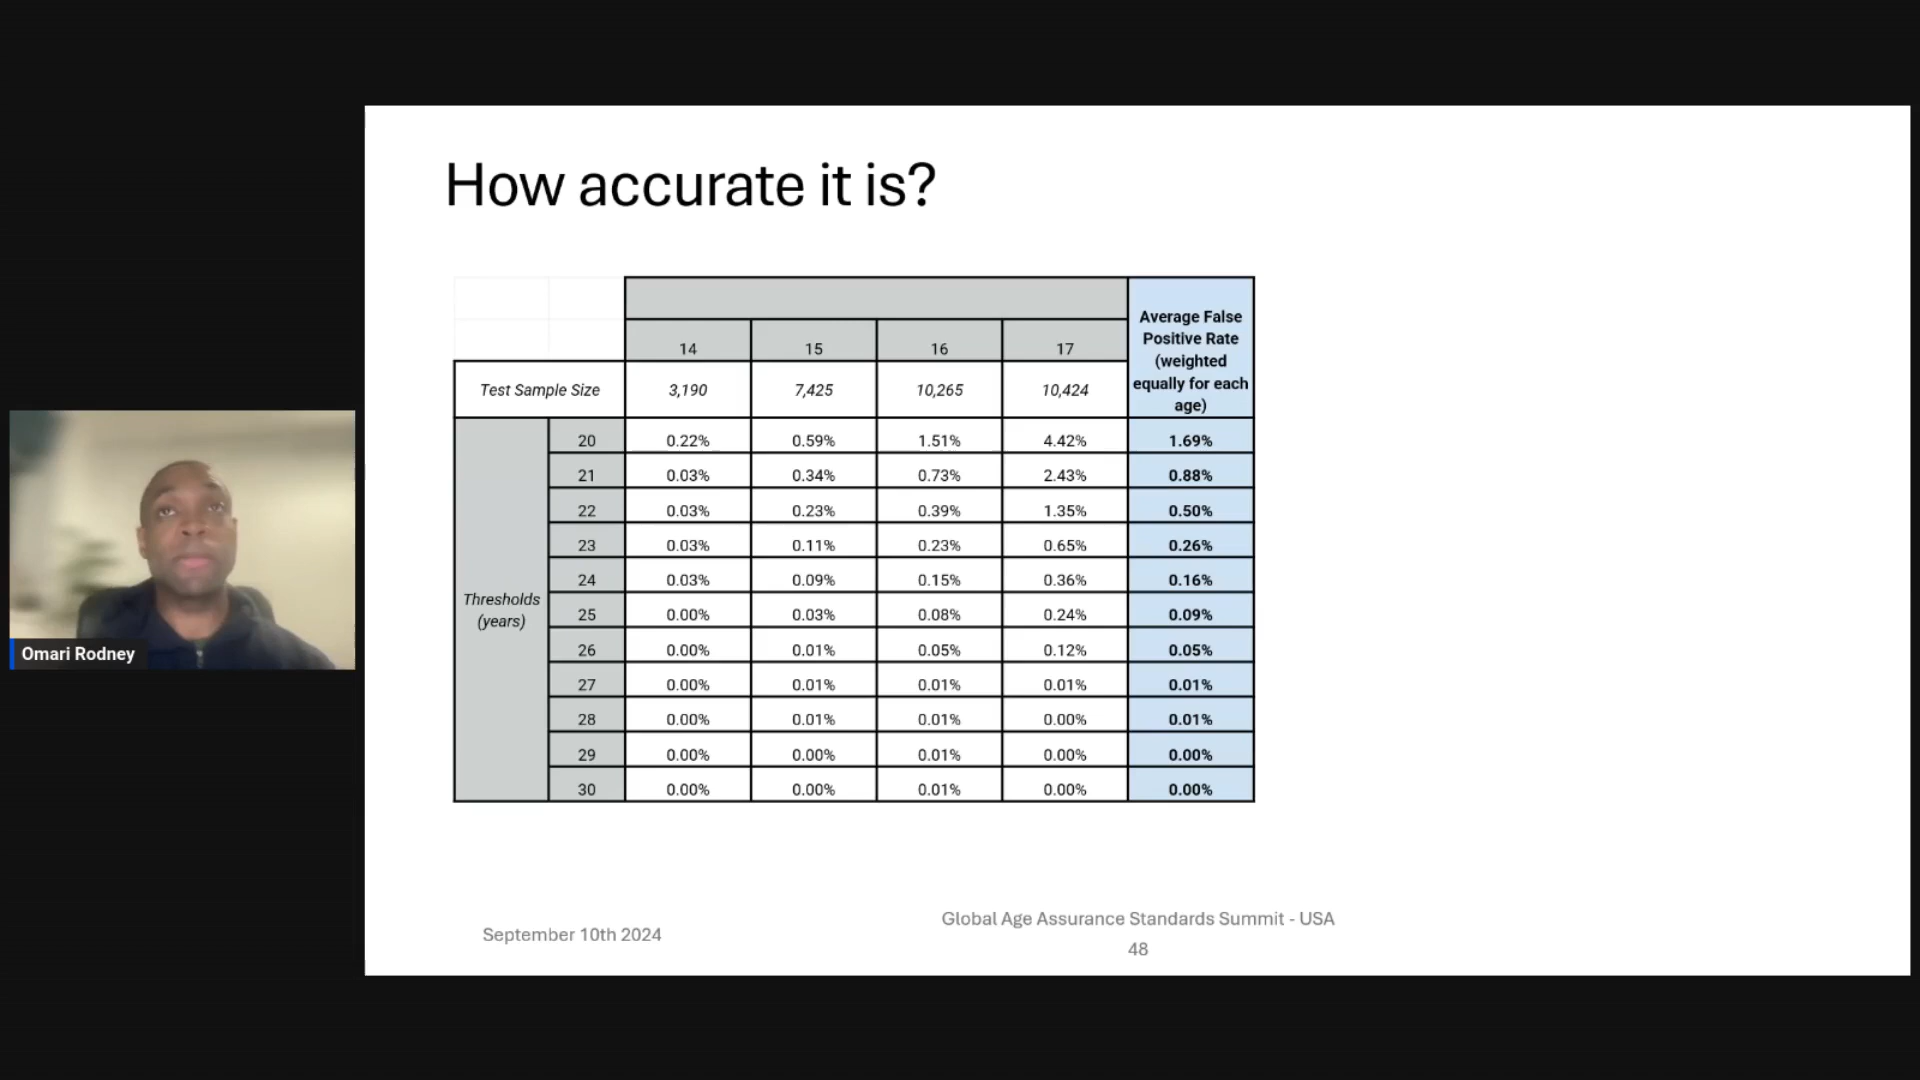 How accurate it is?
Average False
Positive Rate
(weighted
equally for each
age)
14 15 16 17
Test Sample Size 3,190 7,425 10,265 10,424
Thresholds
(years)
20 0.22% 0.59% 1.51% 4.42% 1.69%
21 0.03% 0.34% 0.73% 2.43% 0.88%
22 0.03% 0.23% 0.39% 1.35% 0.50%
23 0.03% 0.11% 0.23% 0.65% 0.26%
24 0.03% 0.09% 0.15% 0.36% 0.16%
25 0.00% 0.03% 0.08% 0.24% 0.09%
26 0.00% 0.01% 0.05% 0.12% 0.05%
27 0.00% 0.01% 0.01% 0.01% 0.01%
28 0.00% 0.01% 0.01% 0.00% 0.01%
29 0.00% 0.00% 0.01% 0.00% 0.00%
30 0.00% 0.00% 0.01% 0.00% 0.00%
Omari Rodney
September 10th 2024
Global Age Assurance Standards Summit - USA
48